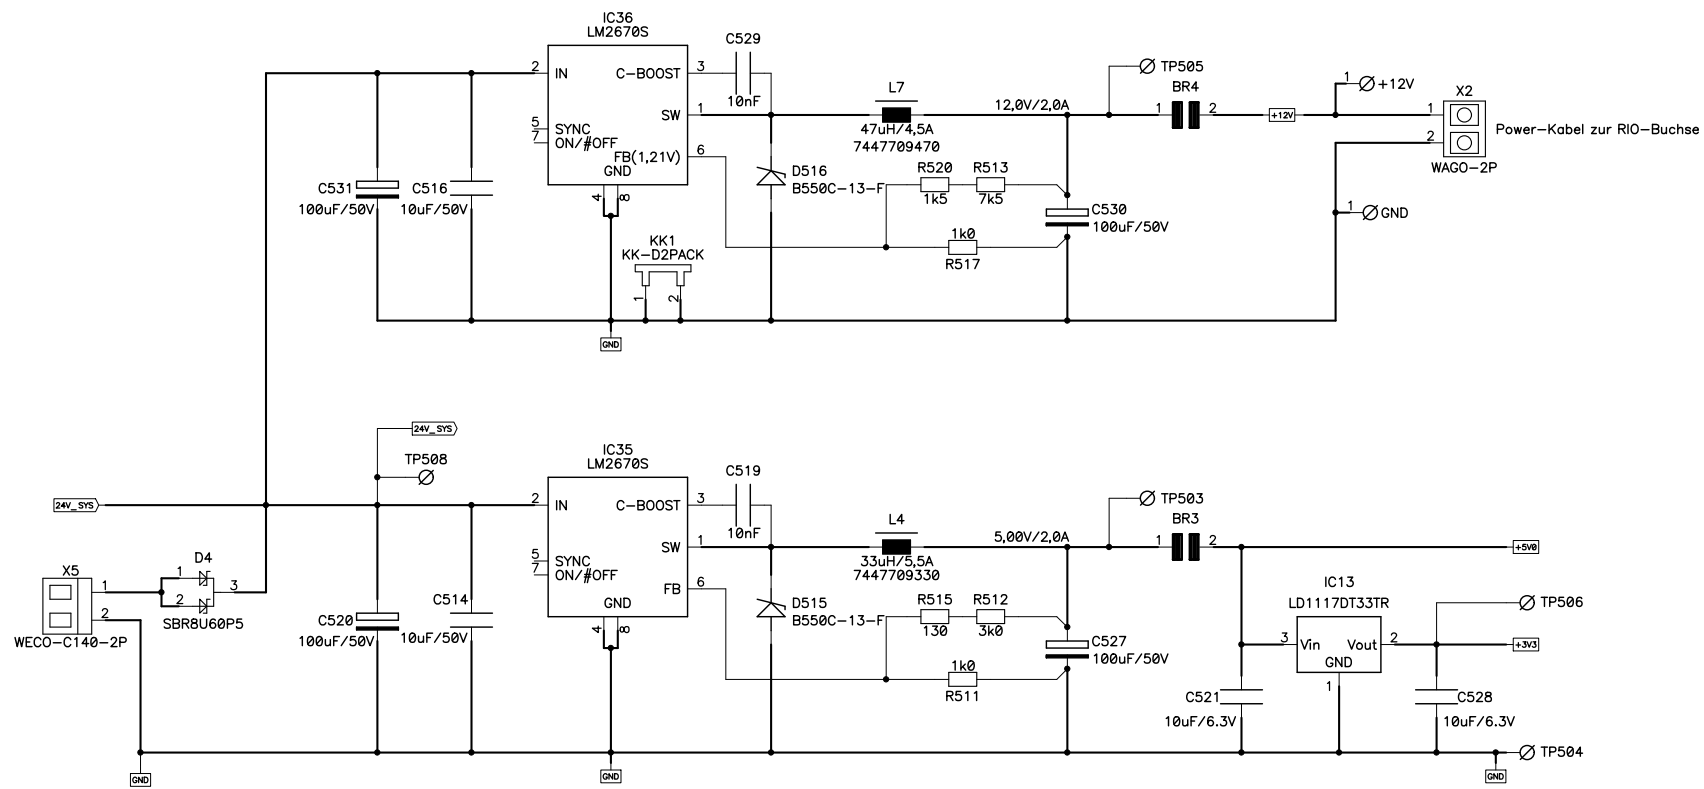 IC36
LM2670S
C529
10nF
2
IN
C-BOOST
3
SW
1
5
SYNC
7
ON/#OFF
FB(1,21V)
6
GND
4
8
C531
100uF/50V
C516
10uF/50V
KK1
KK-D2PACK
1
2
GND
D516
B550C-13-F
L7
47uH/4,5A
7447709470
12,0V/2,0A
TP505
BR4
1
2
+12V
1
+12V
X2
1
2
WAGO-2P
Power-Kabel zur RIO-Buchse
R520
1k5
R513
7k5
1k0
R517
C530
100uF/50V
1
GND
24V_SYS
TP508
24V_SYS
X5
1
2
WECO-C140-2P
D4
1
2
3
SBR8U60P5
GND
C520
100uF/50V
C514
10uF/50V
IC35
LM2670S
2
IN
C-BOOST
3
SW
1
5
SYNC
7
ON/#OFF
FB
6
GND
4
8
GND
C519
10nF
D515
B550C-13-F
L4
33uH/5,5A
7447709330
5,00V/2,0A
TP503
BR3
1
2
+5V0
R515
130
R512
3k0
1k0
R511
C527
100uF/50V
IC13
LD1117DT33TR
3
Vin
Vout
2
GND
1
TP506
+3V3
C521
10uF/6.3V
C528
10uF/6.3V
TP504
GND